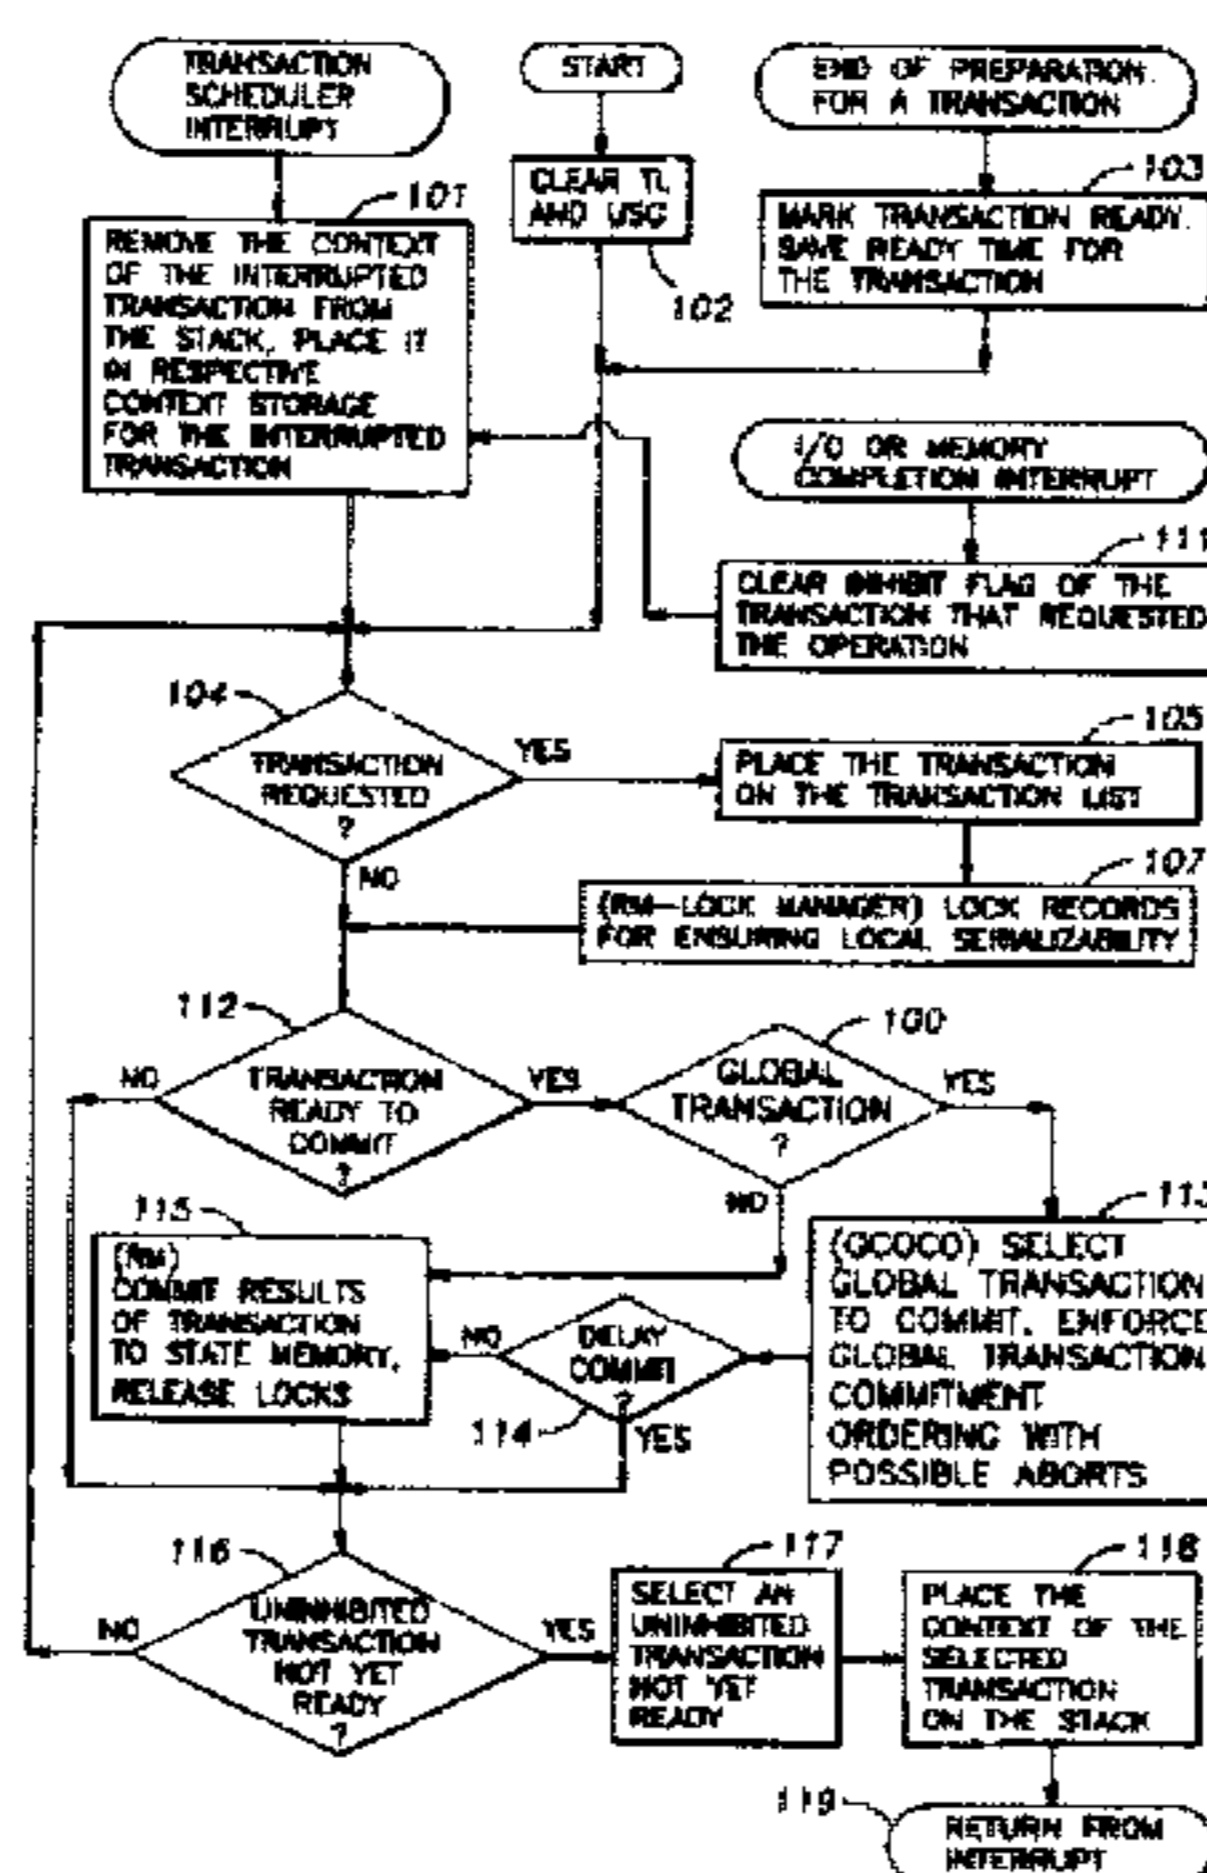 TRANSACTION
SCHEDULER
INTERRUPT
START
END OF PREPARATION
FOR A TRANSACTION
101
REMOVE THE CONTEXT
OF THE INTERRUPTED
TRANSACTION FROM
THE STACK, PLACE IT
IN RESPECTIVE
CONTEXT STORAGE
FOR THE INTERRUPTED
TRANSACTION
CLEAR TL
AND USG
102
103
MARK TRANSACTION READY.
SAVE READY TIME FOR
THE TRANSACTION
I/O OR MEMORY
COMPLETION INTERRUPT
111
CLEAR INHIBIT FLAG OF THE
TRANSACTION THAT REQUESTED
THE OPERATION
104
TRANSACTION
REQUESTED
?
YES
NO
105
PLACE THE TRANSACTION
ON THE TRANSACTION LIST
107
(RM-LOCK MANAGER) LOCK RECORDS
FOR ENSURING LOCAL SERIALIZABILITY
112
NO
TRANSACTION
READY TO
COMMIT
?
YES
100
GLOBAL
TRANSACTION
?
YES
NO
115
(RM)
COMMIT RESULTS
OF TRANSACTION
TO STATE MEMORY,
RELEASE LOCKS
NO
DELAY
COMMIT
?
114
YES
113
(GCOCO) SELECT
GLOBAL TRANSACTION
TO COMMIT. ENFORCE
GLOBAL TRANSACTION
COMMITMENT
ORDERING WITH
POSSIBLE ABORTS
116
NO
UNINHIBITED
TRANSACTION
NOT YET
READY
?
YES
117
SELECT AN
UNINHIBITED
TRANSACTION
NOT YET
READY
118
PLACE THE
CONTEXT OF THE
SELECTED
TRANSACTION
ON THE STACK
119
RETURN FROM
INTERRUPT